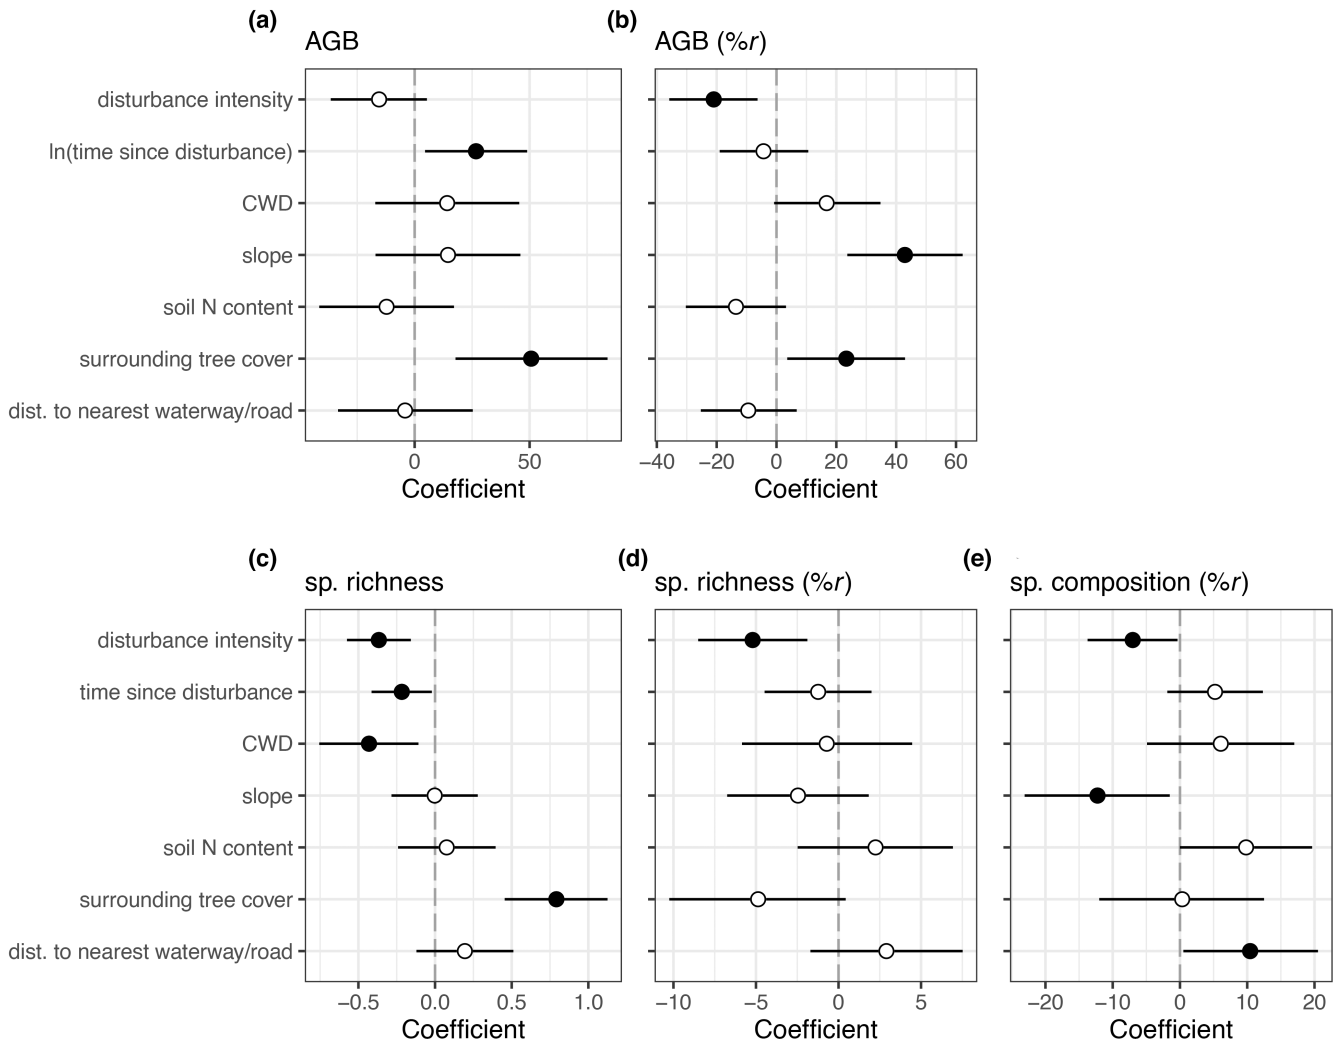 (a)
AGB
disturbance intensity
ln(time since disturbance)
CWD
slope
soil N content
surrounding tree cover
dist. to nearest waterway/road
0 50
Coefficient
(b)
AGB (%r)
−40 −20 0 20 40 60
Coefficient
(c)
sp. richness
disturbance intensity
time since disturbance
CWD
slope
soil N content
surrounding tree cover
dist. to nearest waterway/road
−0.5 0.0 0.5 1.0
Coefficient
(d)
sp. richness (%r)
−10 −5 0 5
Coefficient
(e)
sp. composition (%r)
−20 −10 0 10 20
Coefficient